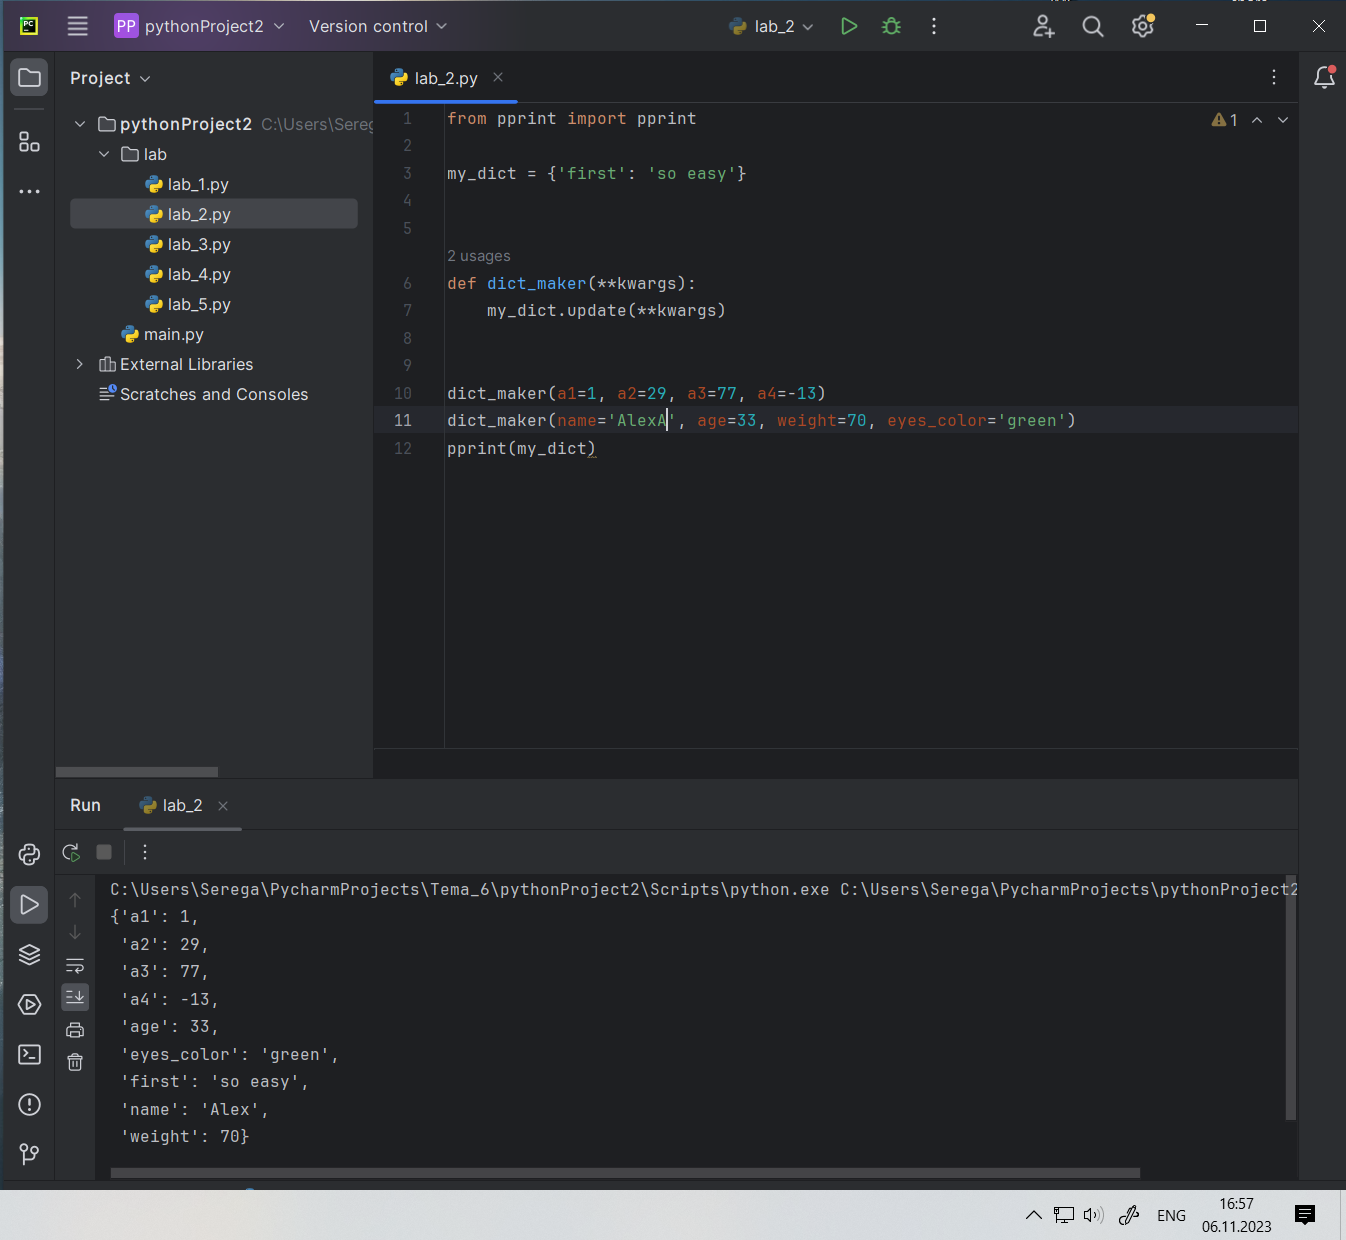 PC
PP pythonProject2 Version control lab_2
Project
pythonProject2 C:\Users\Sereg
lab
lab_1.py
lab_2.py
lab_3.py
lab_4.py
lab_5.py
main.py
External Libraries
Scratches and Consoles
lab_2.py
1
1 from pprint import pprint
2
3 my_dict = {'first': 'so easy'}
4
5
2 usages
6 def dict_maker(**kwargs):
7     my_dict.update(**kwargs)
8
9
10 dict_maker(a1=1, a2=29, a3=77, a4=-13)
11 dict_maker(name='AlexA', age=33, weight=70, eyes_color='green')
12 pprint(my_dict)
Run lab_2
C:\Users\Serega\PycharmProjects\Tema_6\pythonProject2\Scripts\python.exe C:\Users\Serega\PycharmProjects\pythonProject2
{'a1': 1,
 'a2': 29,
 'a3': 77,
 'a4': -13,
 'age': 33,
 'eyes_color': 'green',
 'first': 'so easy',
 'name': 'Alex',
 'weight': 70}
ENG
16:57
06.11.2023